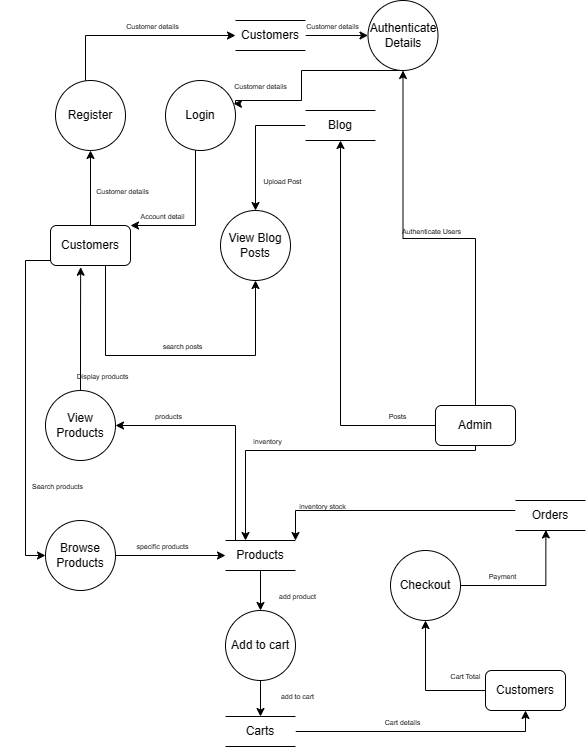 Customer details
Customer details
Customers
Authenticate
Details
Customer details
Register
Login
Blog
Upload Post
Customer details
Account detail
Authenticate Users
Customers
View Blog
Posts
search posts
Display products
View
Products
products
Posts
Admin
inventory
Search products
inventory stock
Orders
Browse
Products
specific products
Products
Checkout
Payment
add product
Add to cart
Cart Total
Customers
add to cart
Carts
Cart details